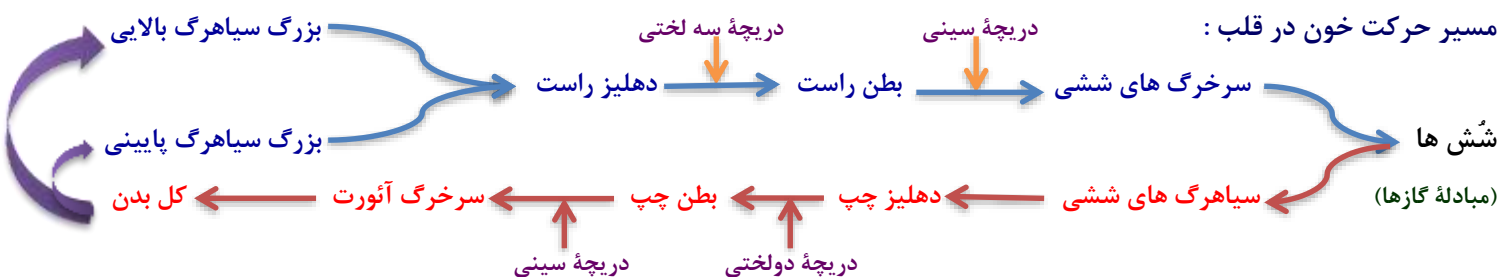 مسیر حرکت خون در قلب :
دریچهٔ سینی
دریچهٔ سه لختی
بزرگ سیاهرگ بالایی
دهلیز راست
بطن راست
سرخرگ های ششی
بزرگ سیاهرگ پایینی
شُش ها
(مبادلهٔ گازها)
سیاهرگ های ششی
دهلیز چپ
بطن چپ
سرخرگ آئورت
کل بدن
دریچهٔ دولختی
دریچهٔ سینی